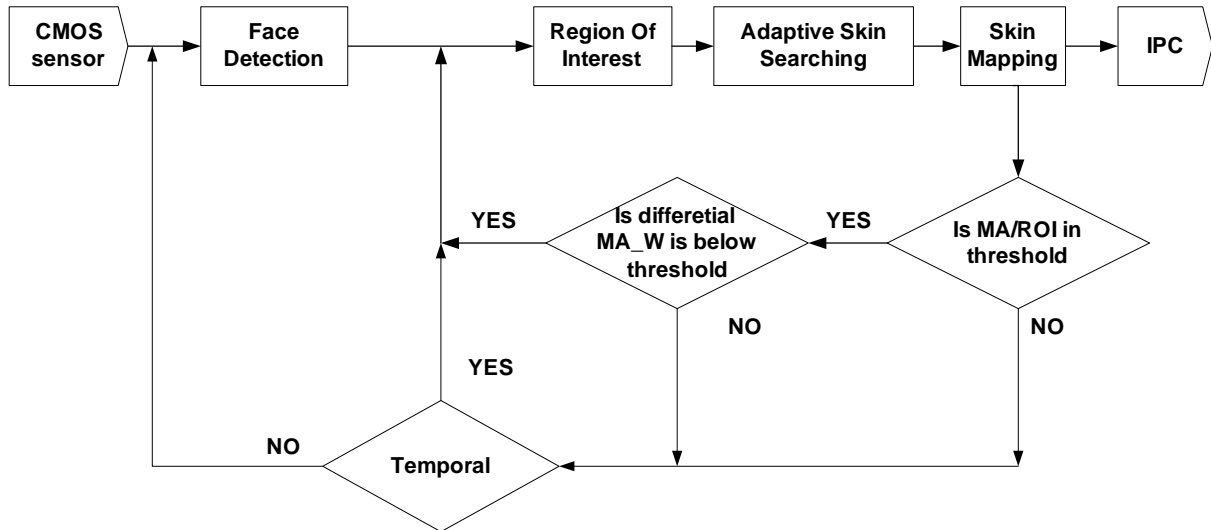 CMOS
sensor
Face
Detection
Region Of
Interest
Adaptive Skin
Searching
Skin
Mapping
IPC
YES
Is differetial
MA_W is below
threshold
YES
Is MA/ROI in
threshold
NO
NO
YES
NO
Temporal